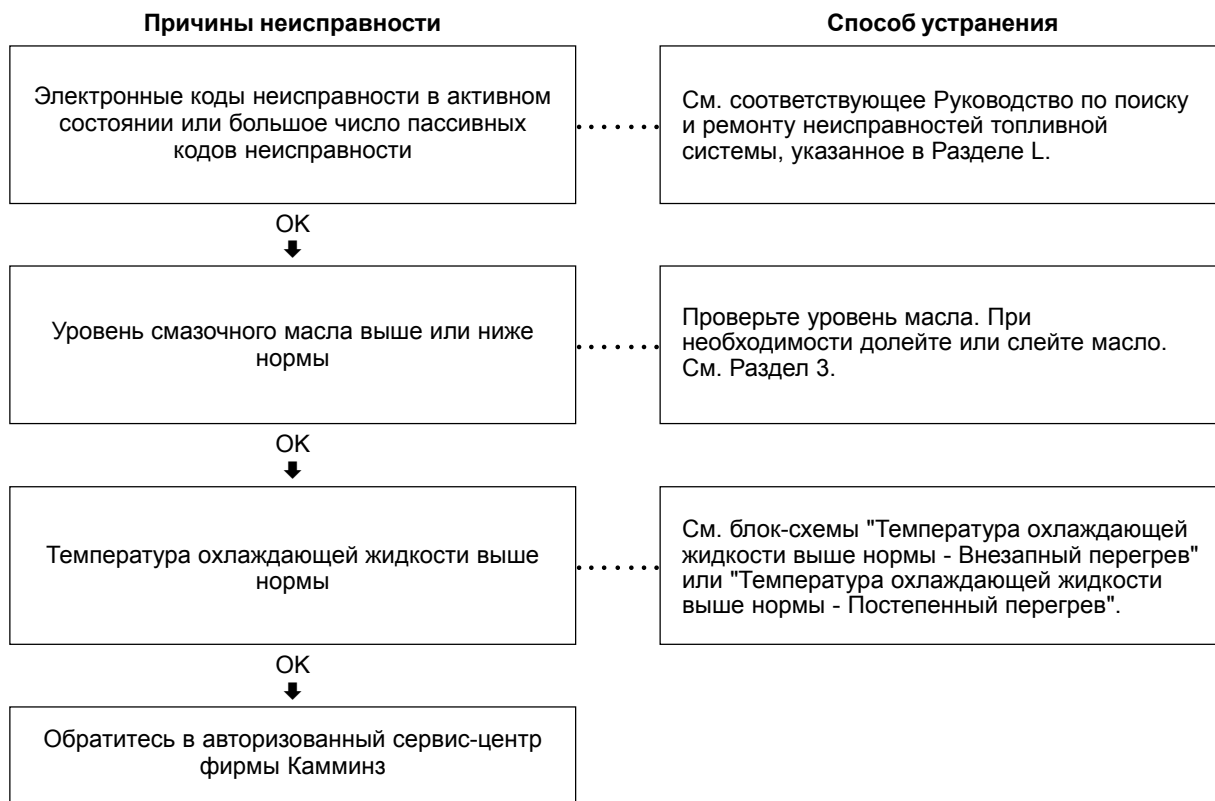 Причины неисправности
Способ устранения
Электронные коды неисправности в активном
состоянии или большое число пассивных
кодов неисправности
См. соответствующее Руководство по поиску
и ремонту неисправностей топливной
системы, указанное в Разделе L.
OK
Уровень смазочного масла выше или ниже
нормы
Проверьте уровень масла. При
необходимости долейте или слейте масло.
См. Раздел 3.
OK
Температура охлаждающей жидкости выше
нормы
См. блок-схемы "Температура охлаждающей
жидкости выше нормы - Внезапный перегрев"
или "Температура охлаждающей жидкости
выше нормы - Постепенный перегрев".
OK
Обратитесь в авторизованный сервис-центр
фирмы Камминз